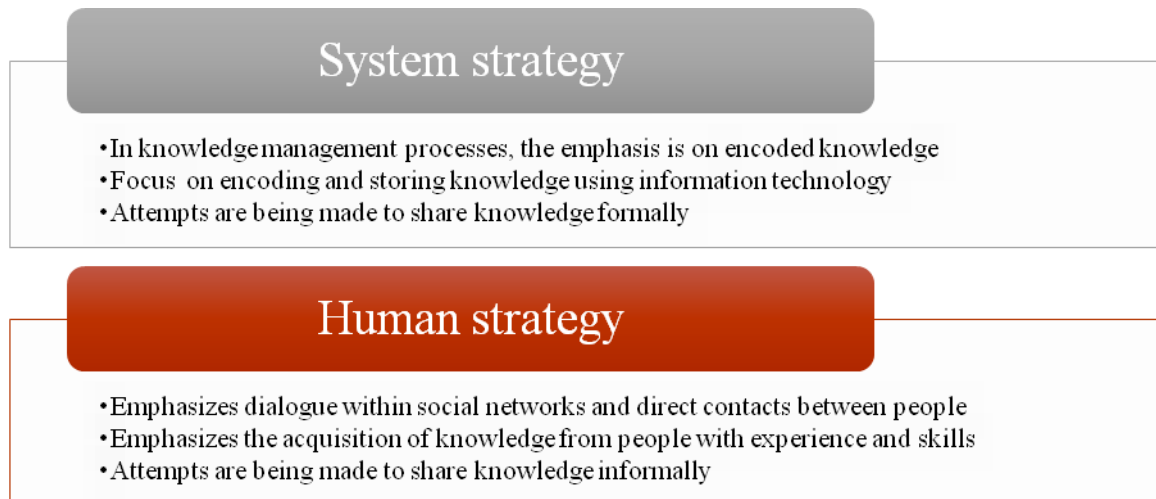 System strategy
•In knowledge management processes, the emphasis is on encoded knowledge
•Focus on encoding and storing knowledge using information technology
•Attempts are being made to share knowledge formally
Human strategy
•Emphasizes dialogue within social networks and direct contacts between people
•Emphasizes the acquisition of knowledge from people with experience and skills
•Attempts are being made to share knowledge informally